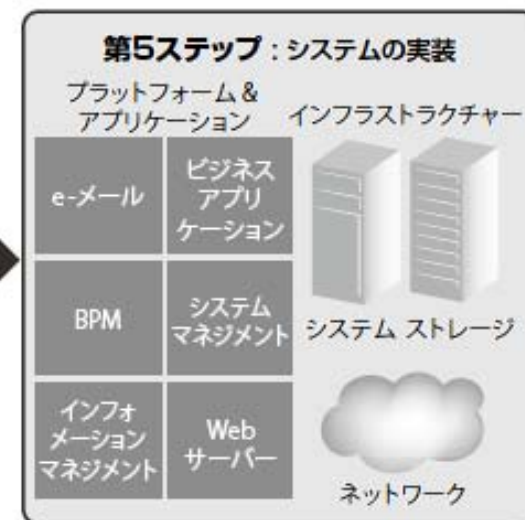 第5ステップ：システムの実装
プラットフォーム＆
アプリケーション
インフラストラクチャー
e-メール
ビジネス
アプリ
ケーション
BPM
システム
マネジメント
システム ストレージ
インフォ
メーション
マネジメント
Web
サーバー
ネットワーク